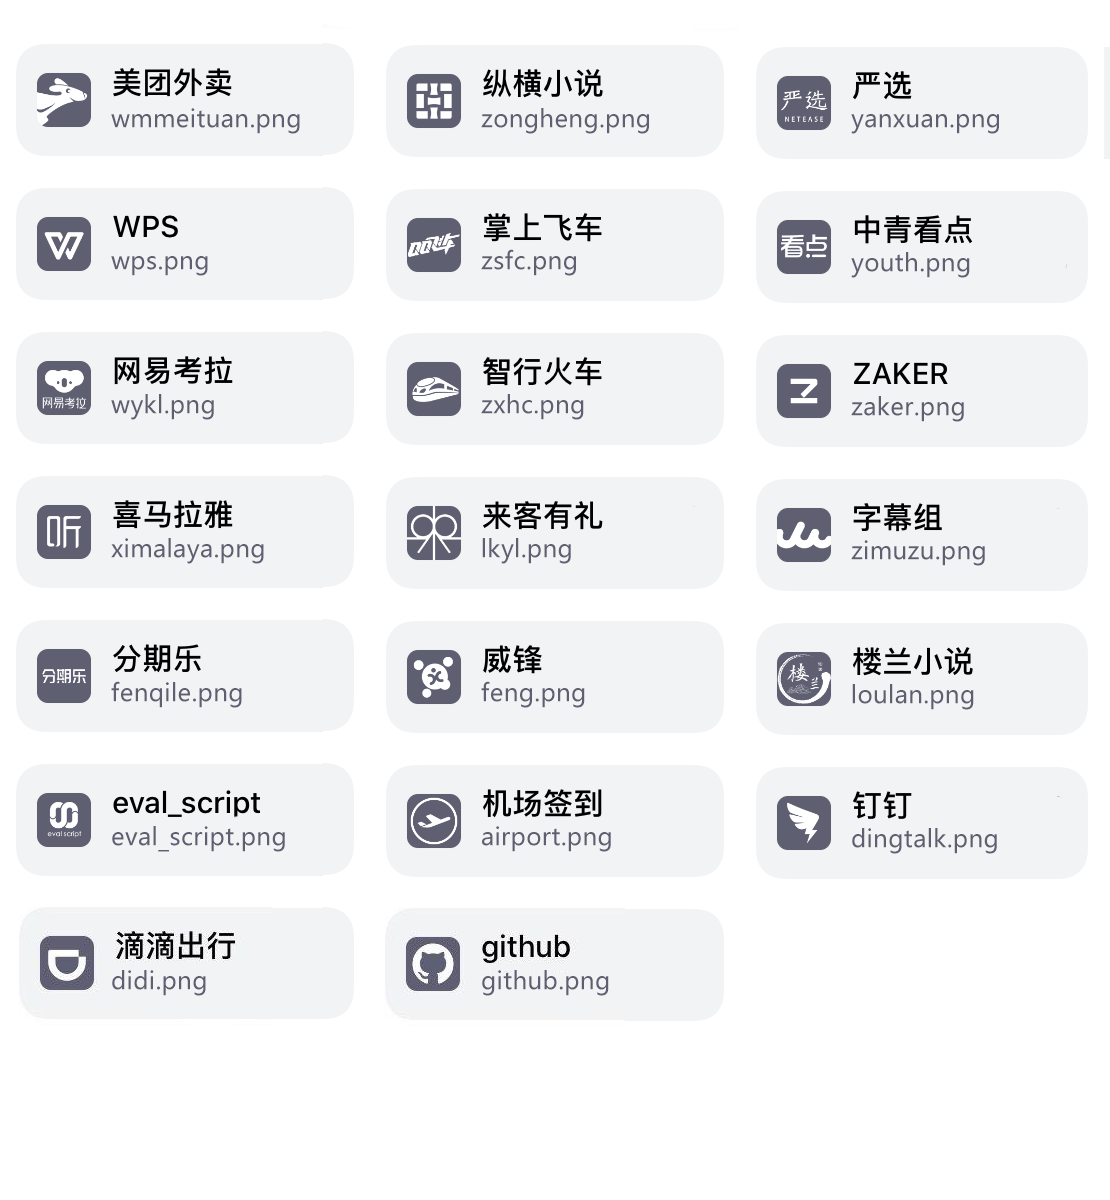 美团外卖
wmmeituan.png
纵横小说
zongheng.png
严选
NETEASE
严选
yanxuan.png
WPS
wps.png
QQ飞车
掌上飞车
zsfc.png
看点
中青看点
youth.png
网易考拉
网易考拉
wykl.png
智行火车
zxhc.png
ZAKER
zaker.png
听
喜马拉雅
ximalaya.png
来客有礼
lkyl.png
字幕组
zimuzu.png
分期乐
分期乐
fenqile.png
威锋
feng.png
楼兰
楼兰小说
loulan.png
eval script
eval_script
eval_script.png
机场签到
airport.png
钉钉
dingtalk.png
滴滴出行
didi.png
github
github.png